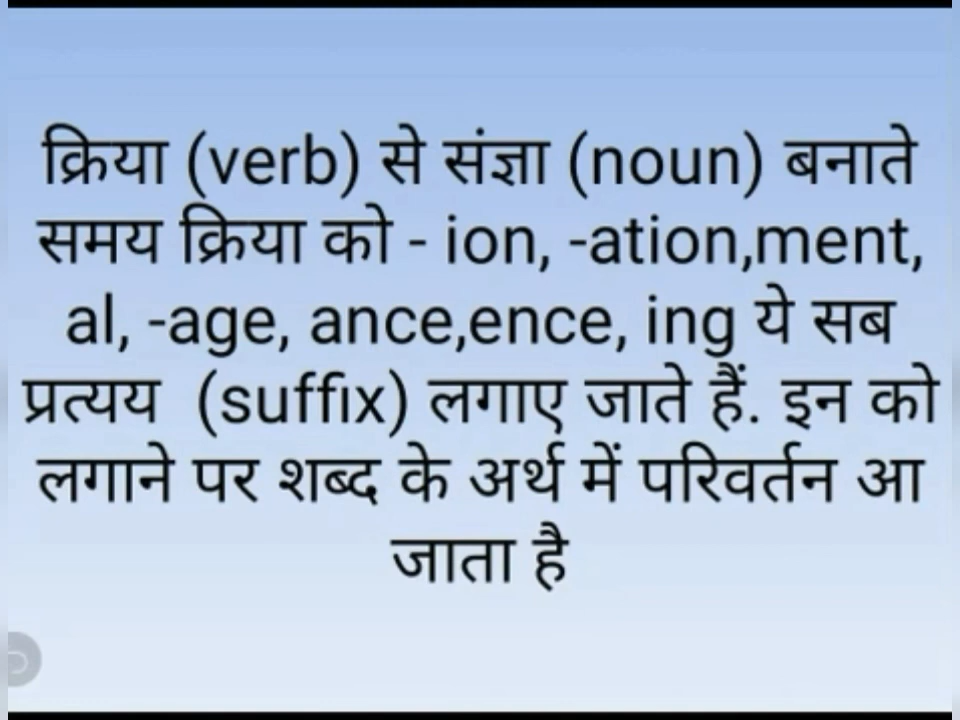 क्रिया (verb) से संज्ञा (noun) बनाते
समय क्रिया को - ion, -ation,ment,
al, -age, ance,ence, ing ये सब
प्रत्यय (suffix) लगाए जाते हैं. इन को
लगाने पर शब्द के अर्थ में परिवर्तन आ
जाता है